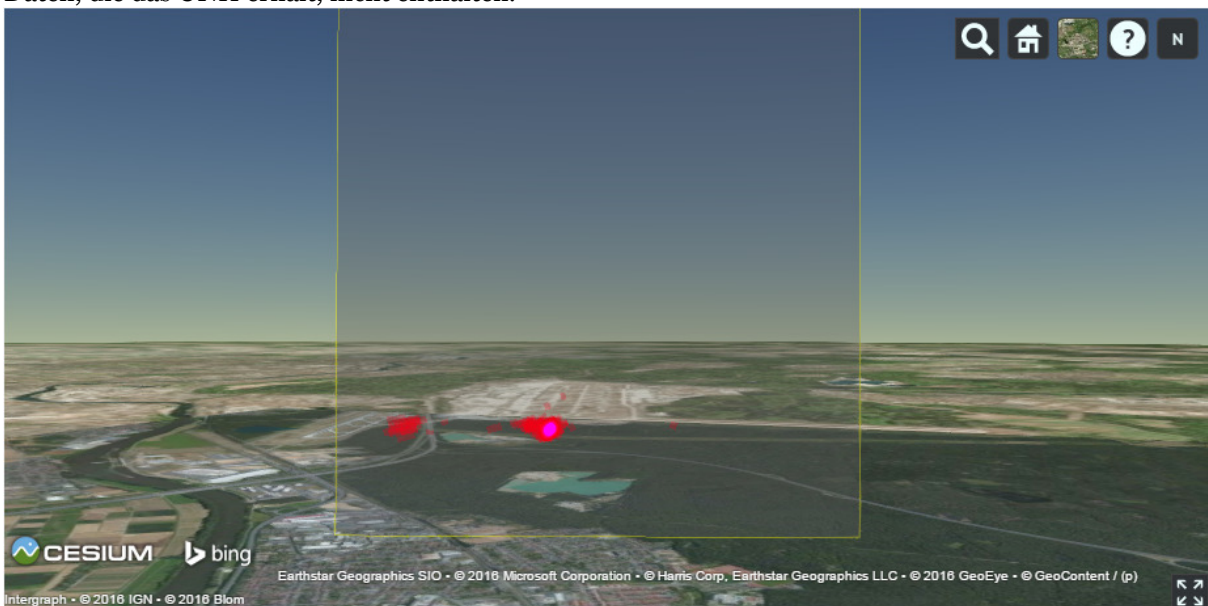 Daten, die das UNH erhält, nicht enthalten.
N
?
CESIUM bing
Earthstar Geographics SIO • © 2016 Microsoft Corporation • © Harris Corp, Earthstar Geographics LLC • © 2016 GeoEye • © GeoContent / (p)
Intergraph • © 2016 IGN • © 2016 Blom